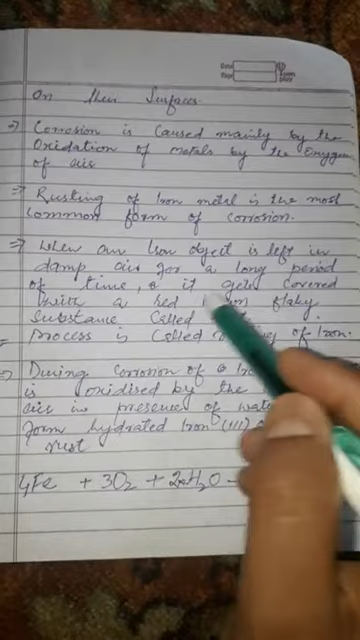 On their Surfaces.
=> Corrosion is Caused mainly by the
Oxidation of metals by the Oxygen
of air
=> Rusting of Iron metal is the most
Common form of corrosion.
=> When an Iron object is left in
damp air for a long period
of time, it gets Covered
with a red flaky
Substance Called
process is Called of Iron.
=> During Corrosion of
is oxidised by the
air in presence of
form hydrated Iron (III)
rust
4Fe + 3O2 + 2xH2O